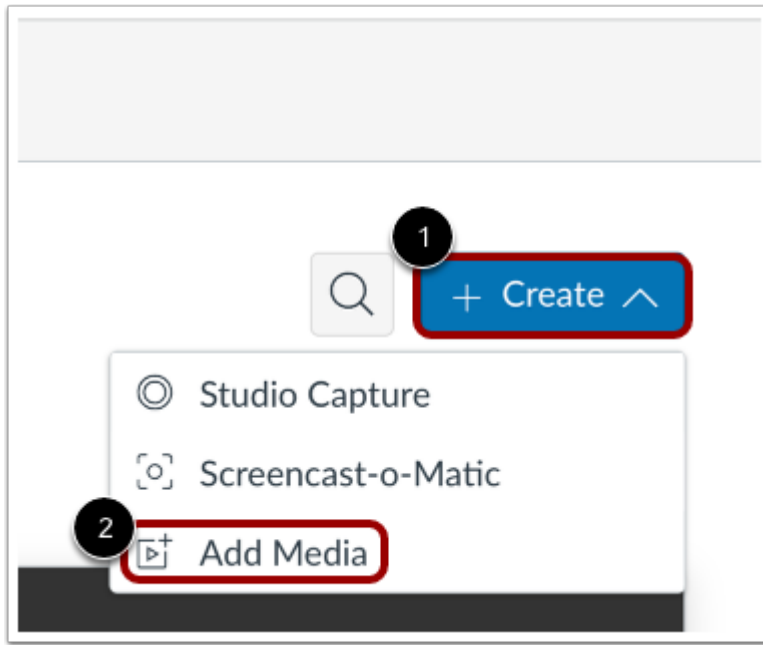 1
+ Create
Studio Capture
Screencast-o-Matic
2
Add Media